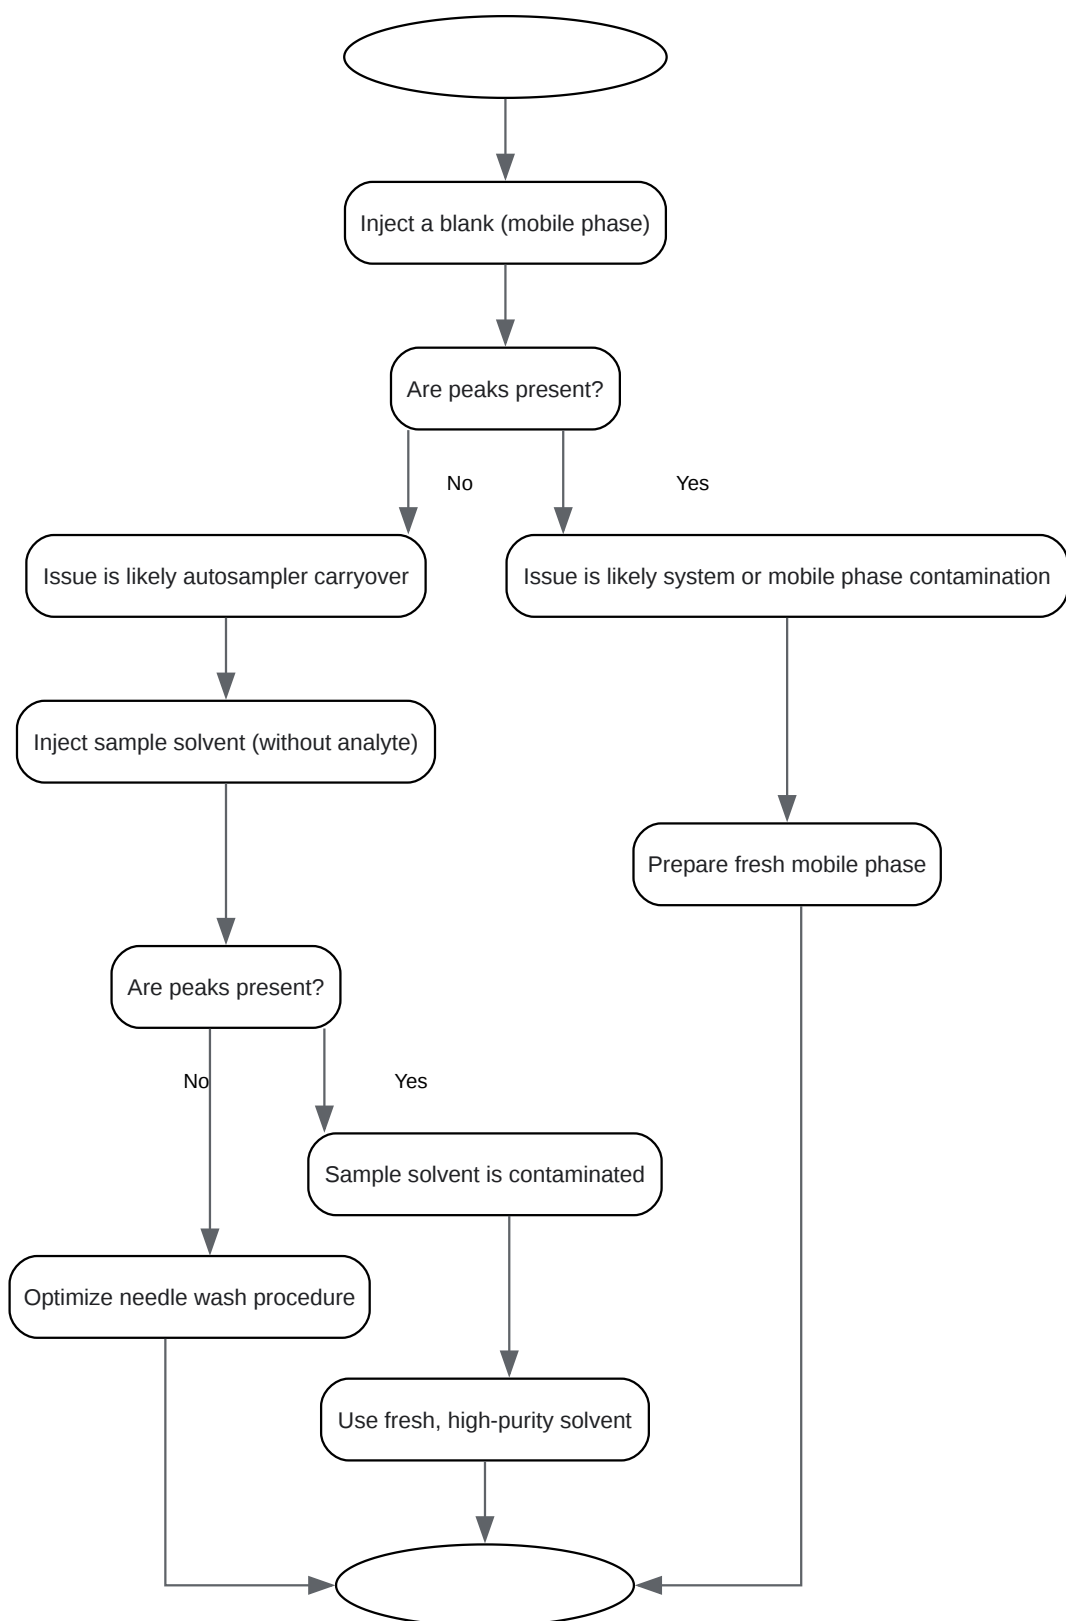 Inject a blank (mobile phase)
Are peaks present?
No
Yes
Issue is likely autosampler carryover
Issue is likely system or mobile phase contamination
Inject sample solvent (without analyte)
Prepare fresh mobile phase
Are peaks present?
No
Yes
Sample solvent is contaminated
Optimize needle wash procedure
Use fresh, high-purity solvent